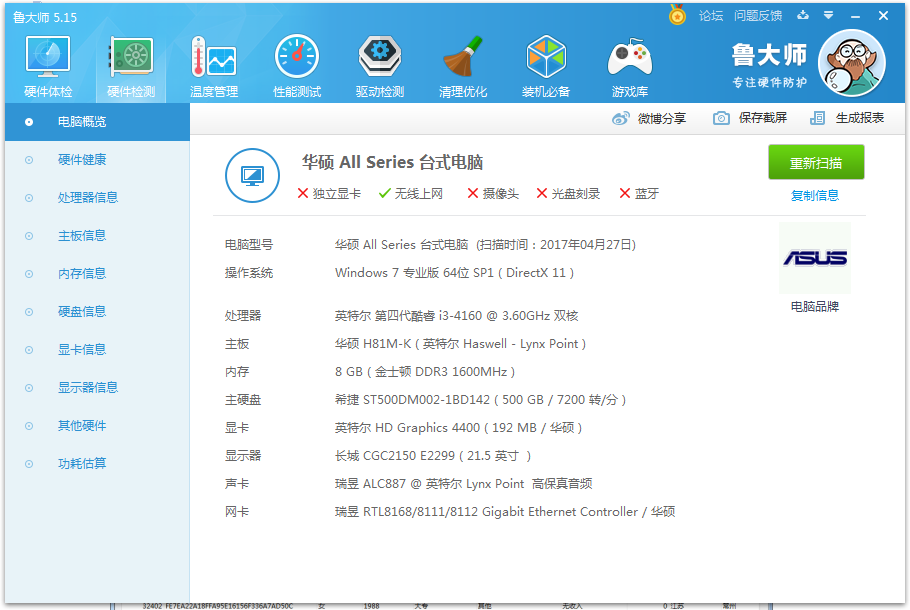 鲁大师 5.15
论坛 问题反馈
硬件体检 硬件检测 温度管理 性能测试 驱动检测 清理优化 装机必备 游戏库
鲁大师
专注硬件防护
电脑概览
硬件健康
处理器信息
主板信息
内存信息
硬盘信息
显卡信息
显示器信息
其他硬件
功耗估算
微博分享 保存截屏 生成报表
华硕 All Series 台式电脑
独立显卡 无线上网 摄像头 光盘刻录 蓝牙
重新扫描
复制信息
电脑型号 华硕 All Series 台式电脑 (扫描时间：2017年04月27日)
操作系统 Windows 7 专业版 64位 SP1 ( DirectX 11 )
ASUS
电脑品牌
处理器 英特尔 第四代酷睿 i3-4160 @ 3.60GHz 双核
主板 华硕 H81M-K ( 英特尔 Haswell - Lynx Point )
内存 8 GB ( 金士顿 DDR3 1600MHz )
主硬盘 希捷 ST500DM002-1BD142 ( 500 GB / 7200 转/分 )
显卡 英特尔 HD Graphics 4400 ( 192 MB / 华硕 )
显示器 长城 CGC2150 E2299 ( 21.5 英寸 )
声卡 瑞昱 ALC887 @ 英特尔 Lynx Point 高保真音频
网卡 瑞昱 RTL8168/8111/8112 Gigabit Ethernet Controller / 华硕
32402 女 1988 大专 其他 无收入 0 江苏 常州